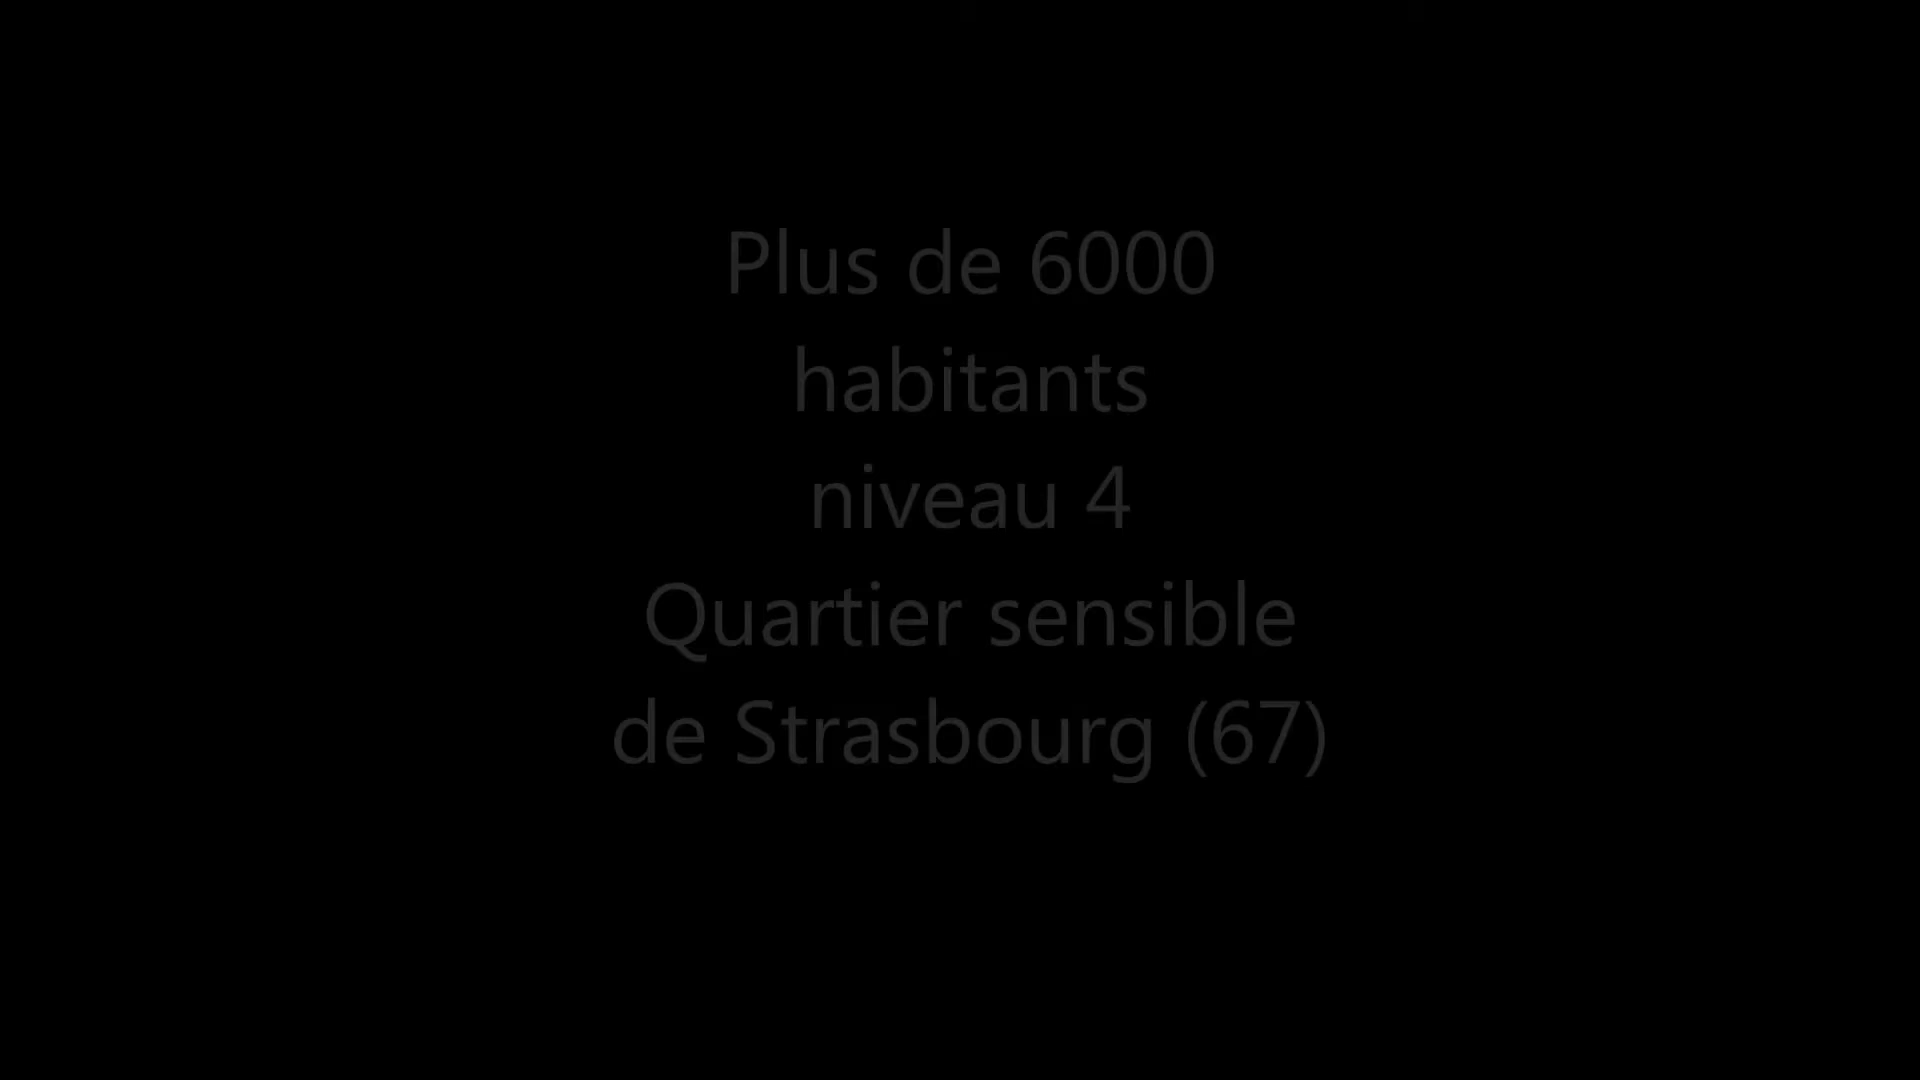 Plus de 6000
habitants
niveau 4
Quartier sensible
de Strasbourg (67)